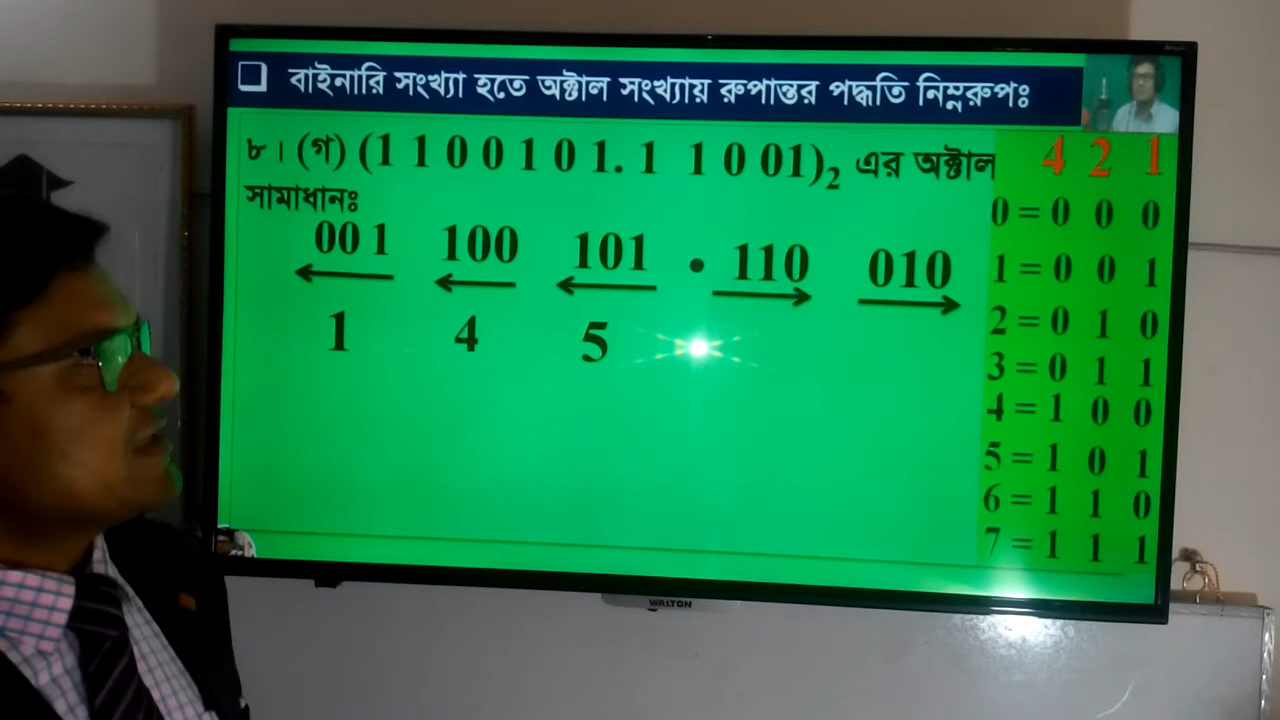 ❑ বাইনারি সংখ্যা হতে অক্টাল সংখ্যায় রুপান্তর পদ্ধতি নিম্নরুপঃ
৮। (গ) (1 1 0 0 1 0 1. 1 1 0 01)₂ এর অক্টাল
সামাধানঃ
00 1 100 101 . 110 010
1 4 5
4 2 1
0 = 0 0 0
1 = 0 0 1
2 = 0 1 0
3 = 0 1 1
4 = 1 0 0
5 = 1 0 1
6 = 1 1 0
7 = 1 1 1
WALTON